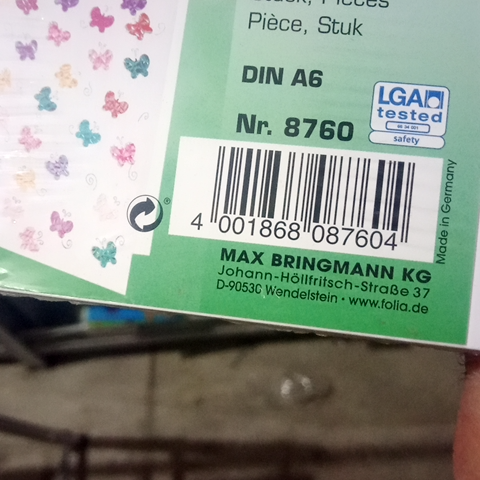 Pièce, Stuk
DIN A6
Nr. 8760
LGA
tested
safety
4 001868 087604
Made in Germany
MAX BRINGMANN KG
Johann-Höllfritsch-Straße 37
D-90530 Wendelstein · www.folia.de